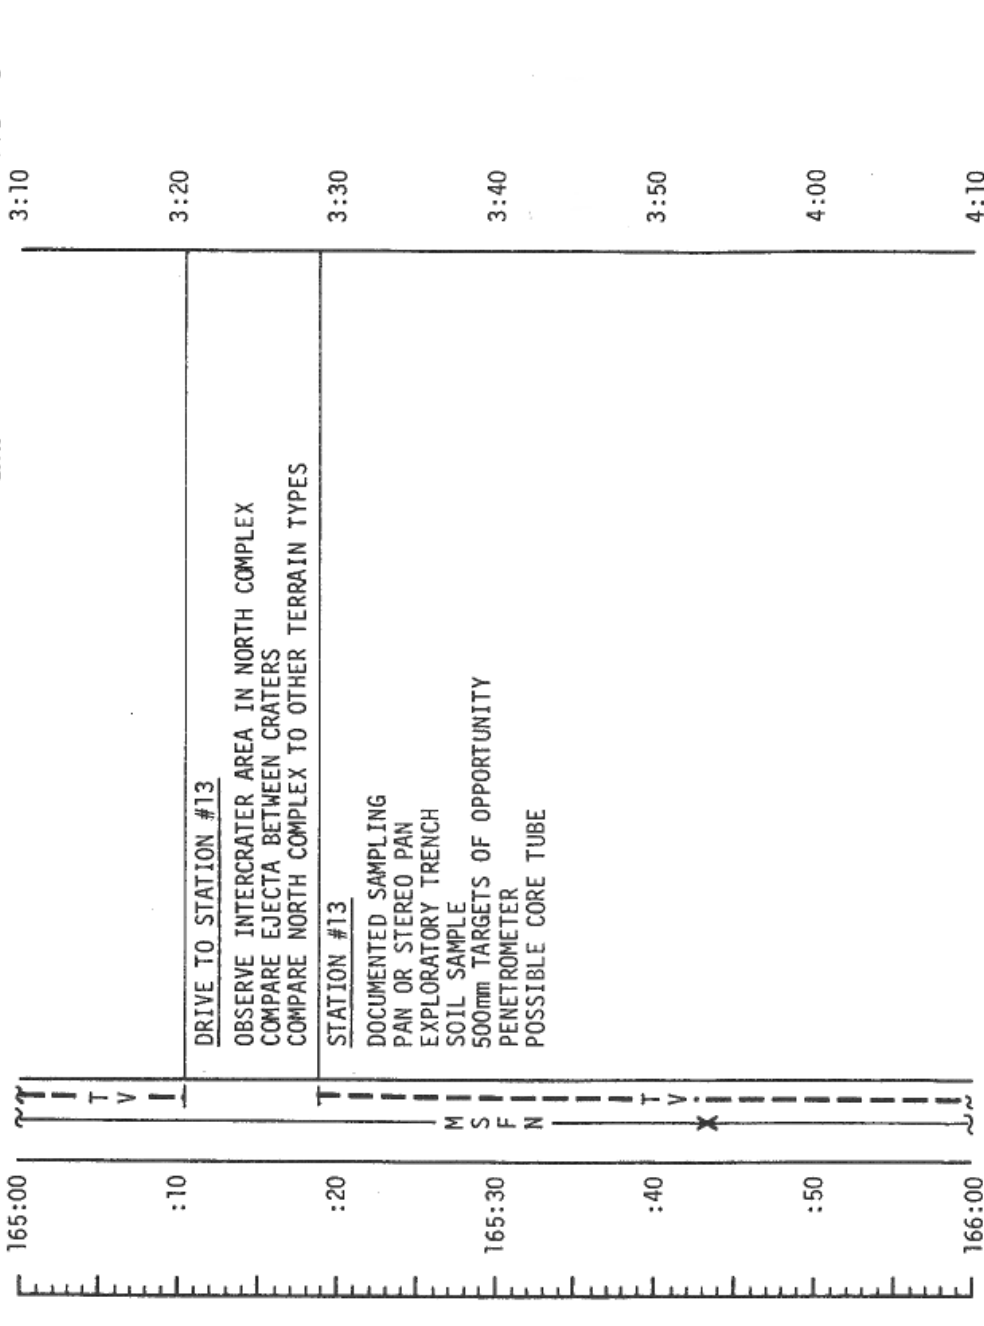 3:10
3:20
3:30
3:40
3:50
4:00
4:10
DRIVE TO STATION #13
OBSERVE INTERCRATER AREA IN NORTH COMPLEX
COMPARE EJECTA BETWEEN CRATERS
COMPARE NORTH COMPLEX TO OTHER TERRAIN TYPES
STATION #13
DOCUMENTED SAMPLING
PAN OR STEREO PAN
EXPLORATORY TRENCH
SOIL SAMPLE
500mm TARGETS OF OPPORTUNITY
PENETROMETER
POSSIBLE CORE TUBE
TV
TV
MSFN
165:00
:10
:20
165:30
:40
:50
166:00